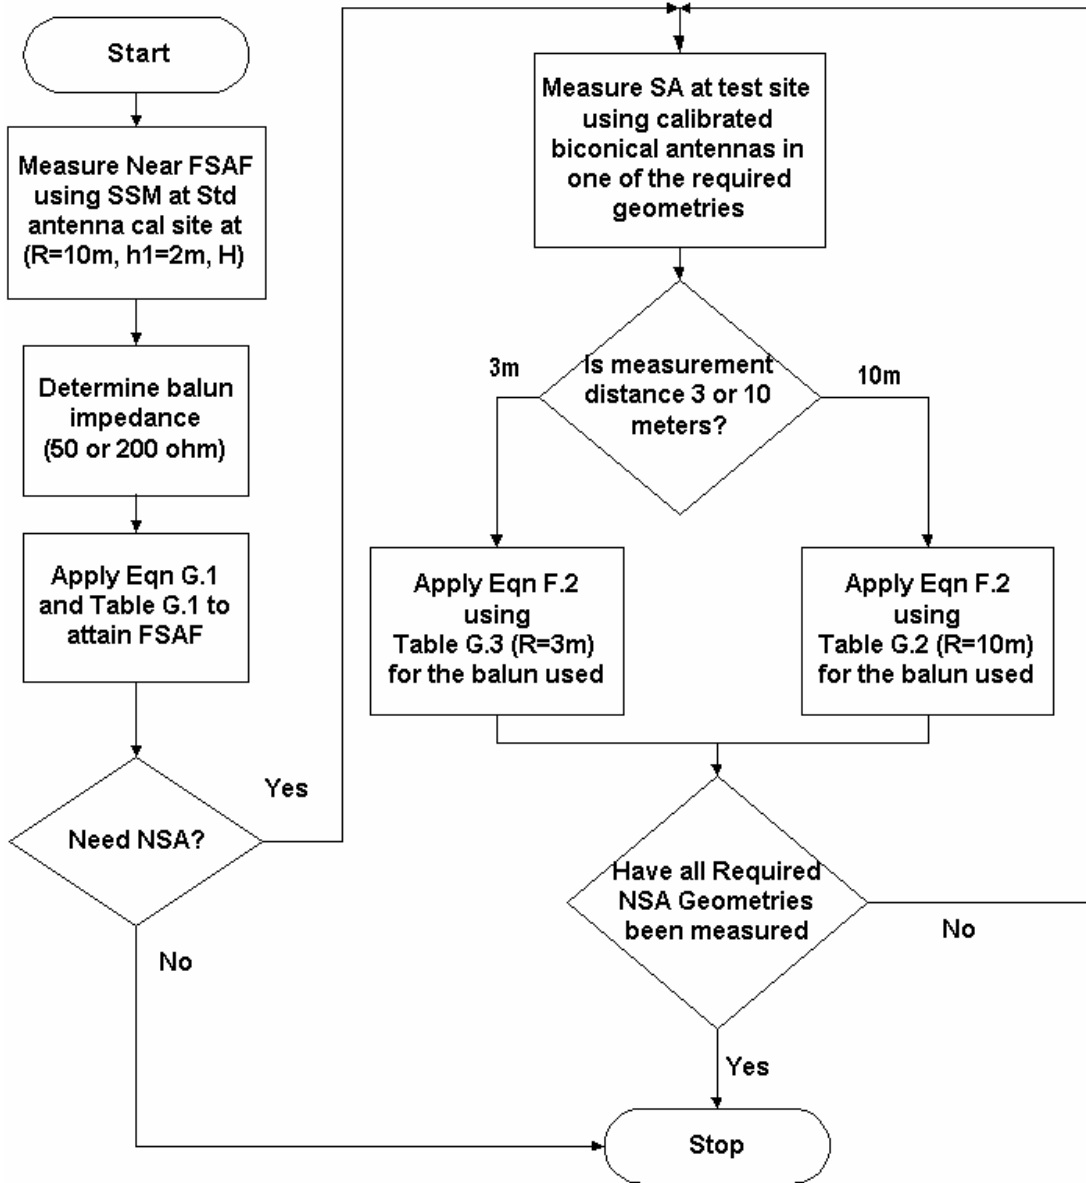 Start
Measure Near FSAF
using SSM at Std
antenna cal site at
(R=10m, h1=2m, H)
Determine balun
impedance
(50 or 200 ohm)
Apply Eqn G.1
and Table G.1 to
attain FSAF
Need NSA?
Yes
No
Measure SA at test site
using calibrated
biconical antennas in
one of the required
geometries
Is measurement
distance 3 or 10
meters?
3m
10m
Apply Eqn F.2
using
Table G.3 (R=3m)
for the balun used
Apply Eqn F.2
using
Table G.2 (R=10m)
for the balun used
Have all Required
NSA Geometries
been measured
No
Yes
Stop